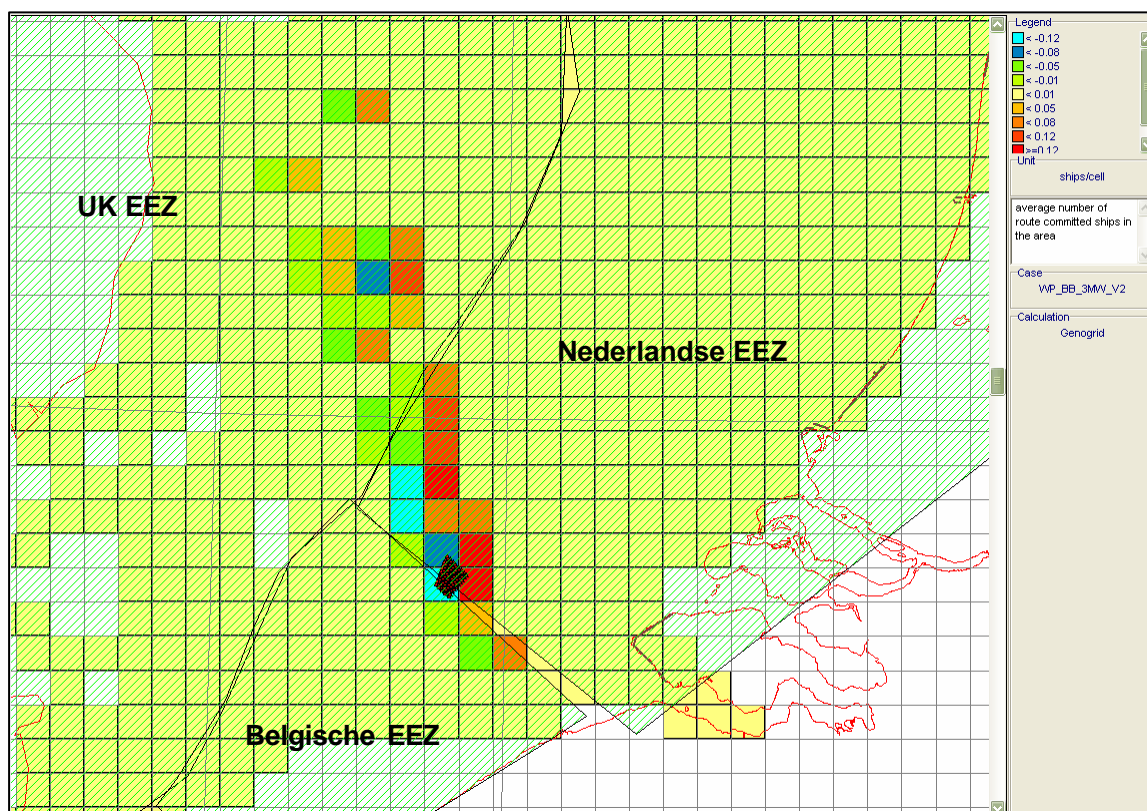 UK EEZ
Nederlandse EEZ
Belgische EEZ
Legend
< -0.12
< -0.08
< -0.05
< -0.01
< 0.01
< 0.05
< 0.08
< 0.12
>=0.12
Unit
ships/cell
average number of
route committed ships in
the area
Case
WP_BB_3MW_V2
Calculation
Genogrid